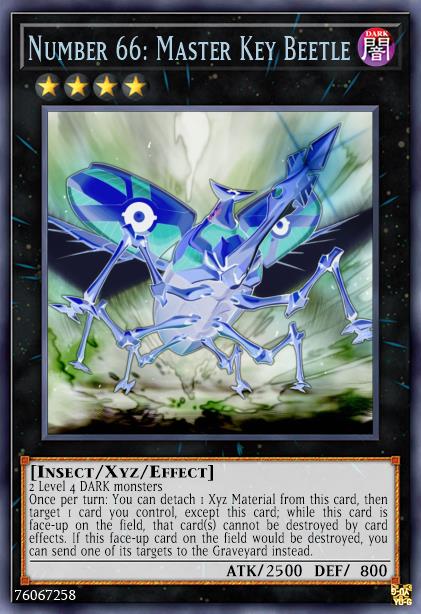 NUMBER 66: MASTER KEY BEETLE
DARK
闇
[INSECT/XYZ/EFFECT]
2 Level 4 DARK monsters
Once per turn: You can detach 1 Xyz Material from this card, then
target 1 card you control, except this card; while this card is
face-up on the field, that card(s) cannot be destroyed by card
effects. If this face-up card on the field would be destroyed, you
can send one of its targets to the Graveyard instead.
ATK/2500 DEF/ 800
76067258